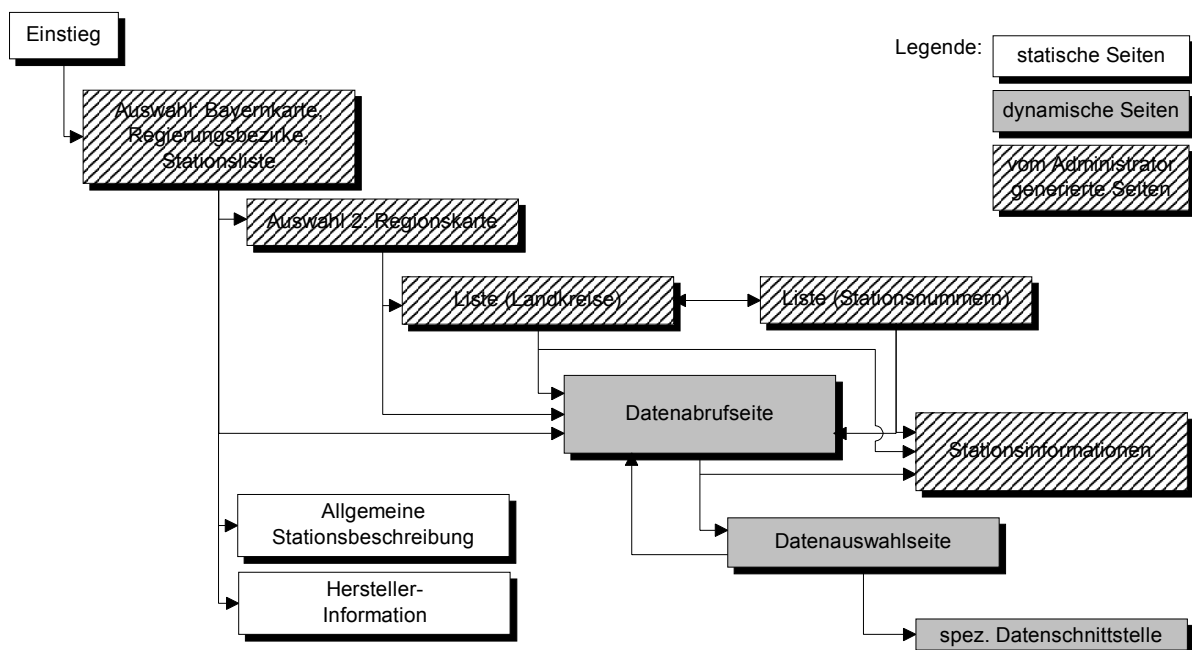 Einstieg
Legende:
statische Seiten
dynamische Seiten
vom Administrator
generierte Seiten
Auswahl: Bayernkarte,
Regierungsbezirke,
Stationsliste
Auswahl 2: Regionskarte
Liste (Landkreise)
Liste (Stationsnummern)
Datenabrufseite
Stationsinformationen
Allgemeine
Stationsbeschreibung
Datenauswahlseite
Hersteller-
Information
spez. Datenschnittstelle